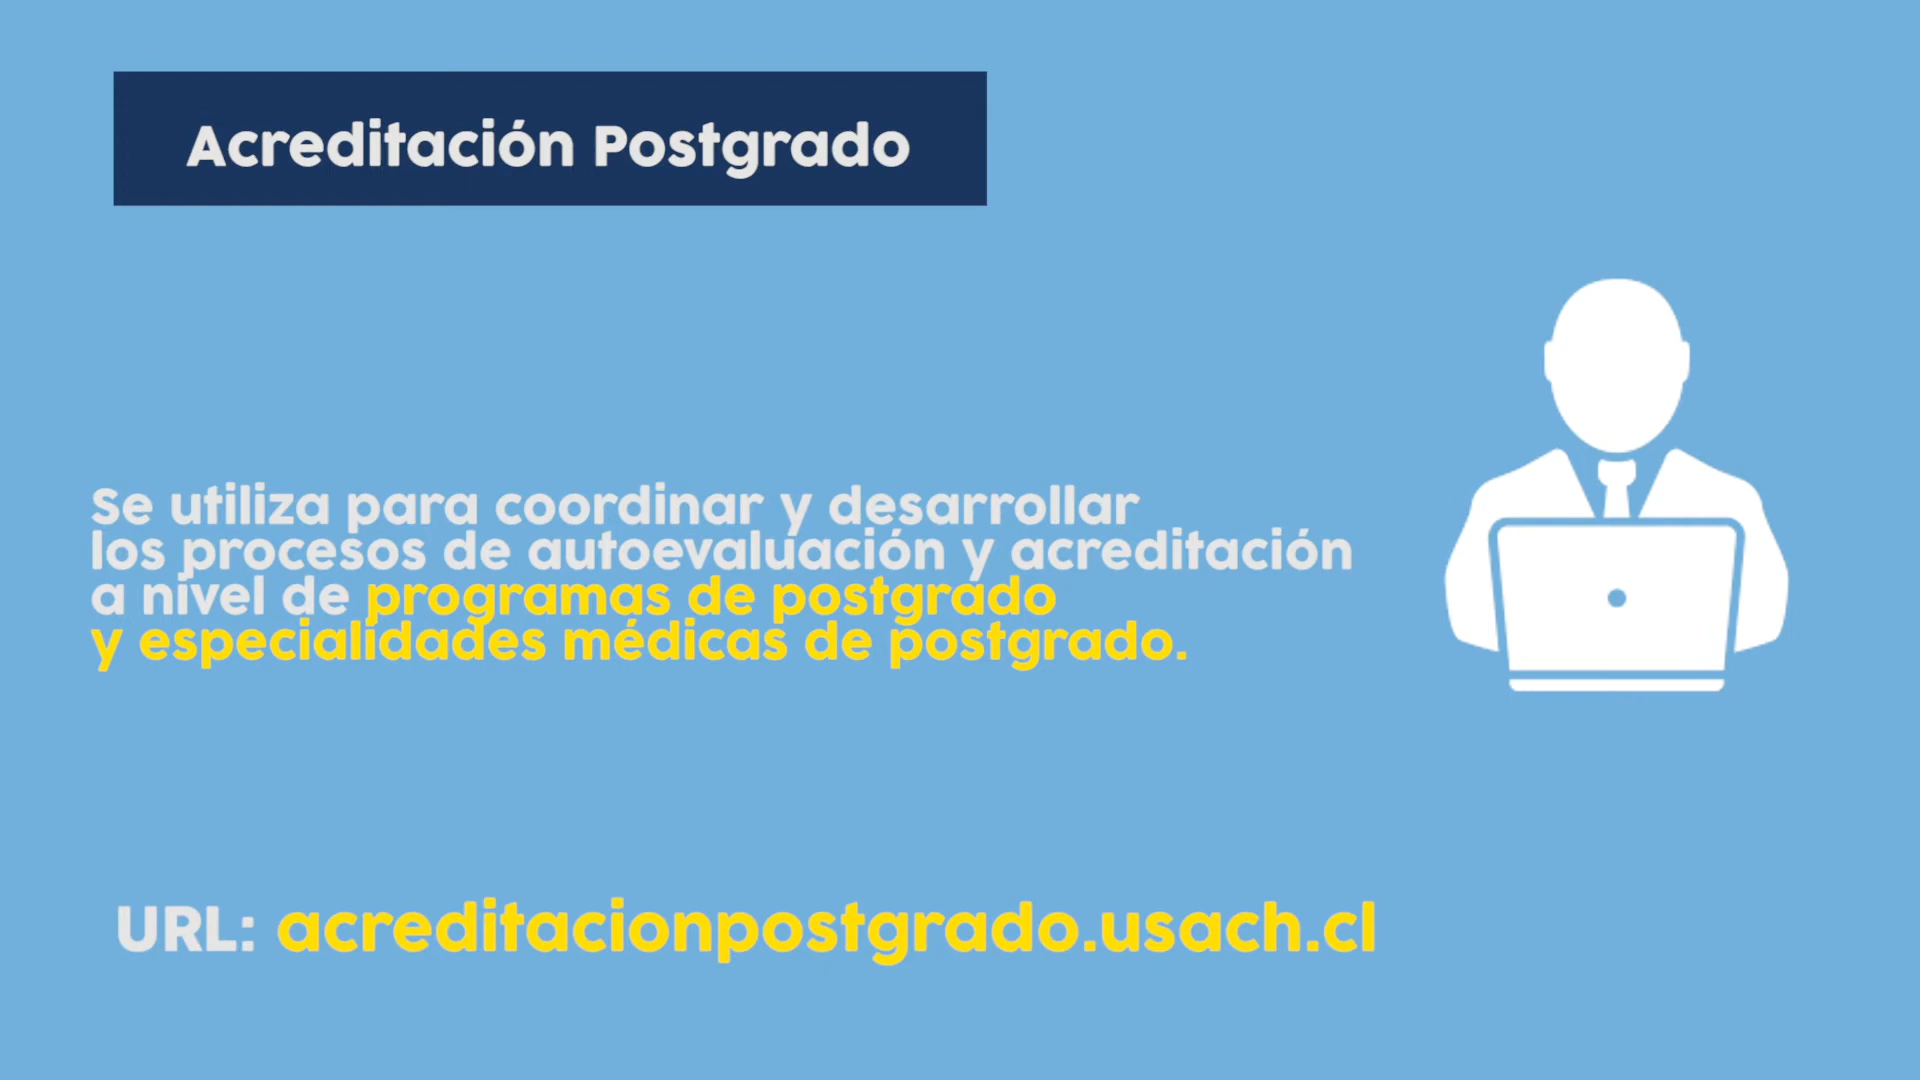 Acreditación Postgrado
Se utiliza para coordinar y desarrollar
los procesos de autoevaluación y acreditación
a nivel de programas de postgrado
y especialidades médicas de postgrado.
URL: acreditacionpostgrado.usach.cl